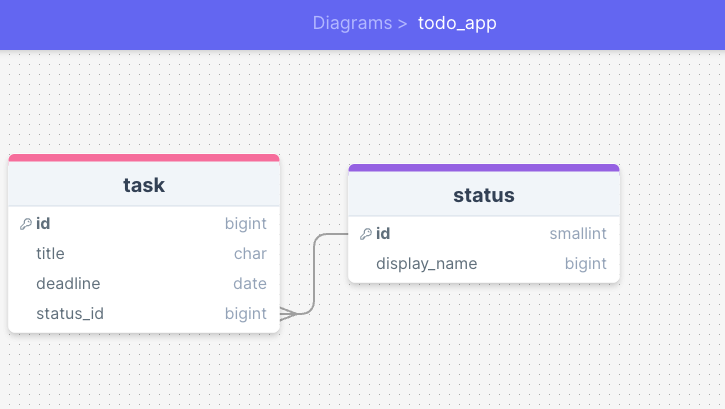 Diagrams > todo_app
task
id bigint
title char
deadline date
status_id bigint
status
id smallint
display_name bigint